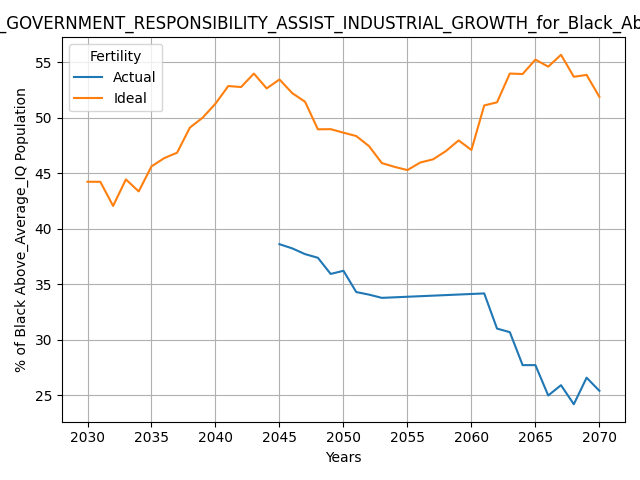 _GOVERNMENT_RESPONSIBILITY_ASSIST_INDUSTRIAL_GROWTH_for_Black_Ab
Fertility
Actual
Ideal
% of Black Above_Average_IQ Population
55
50
45
40
35
30
25
2030 2035 2040 2045 2050 2055 2060 2065 2070
Years